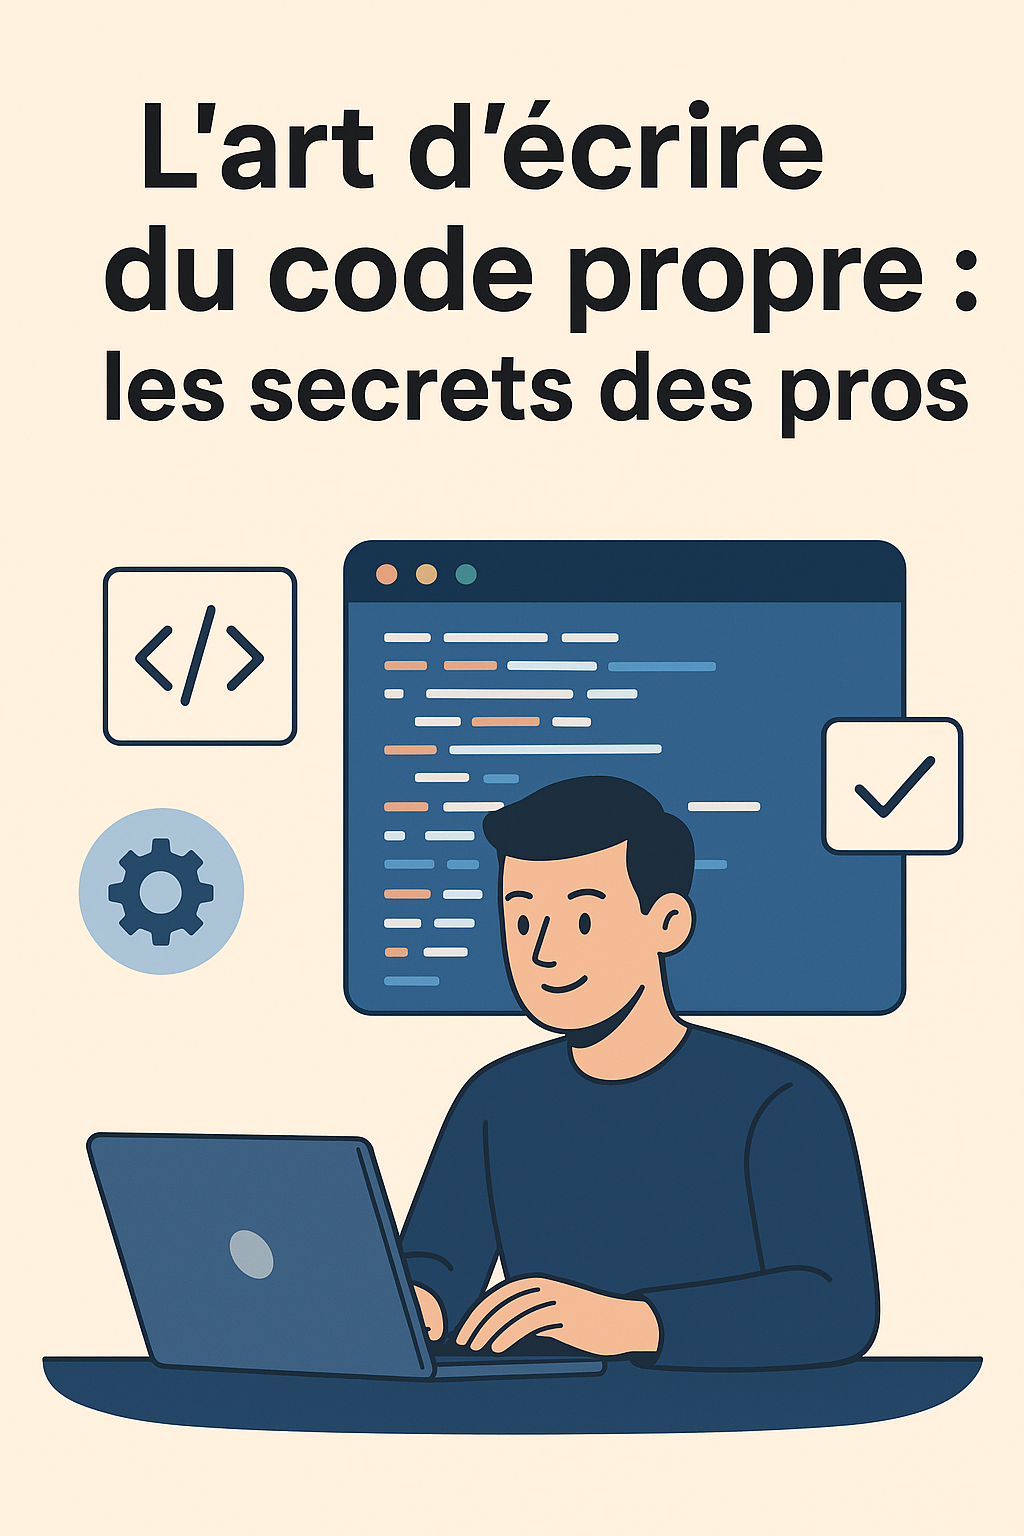 L'art d’écrire
du code propre :
les secrets des pros
</>